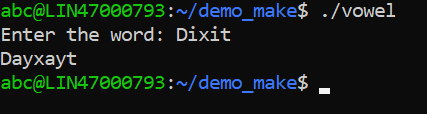 abc@LIN47000793:~/demo_make$ ./vowel
Enter the word: Dixit
Dayxayt
abc@LIN47000793:~/demo_make$